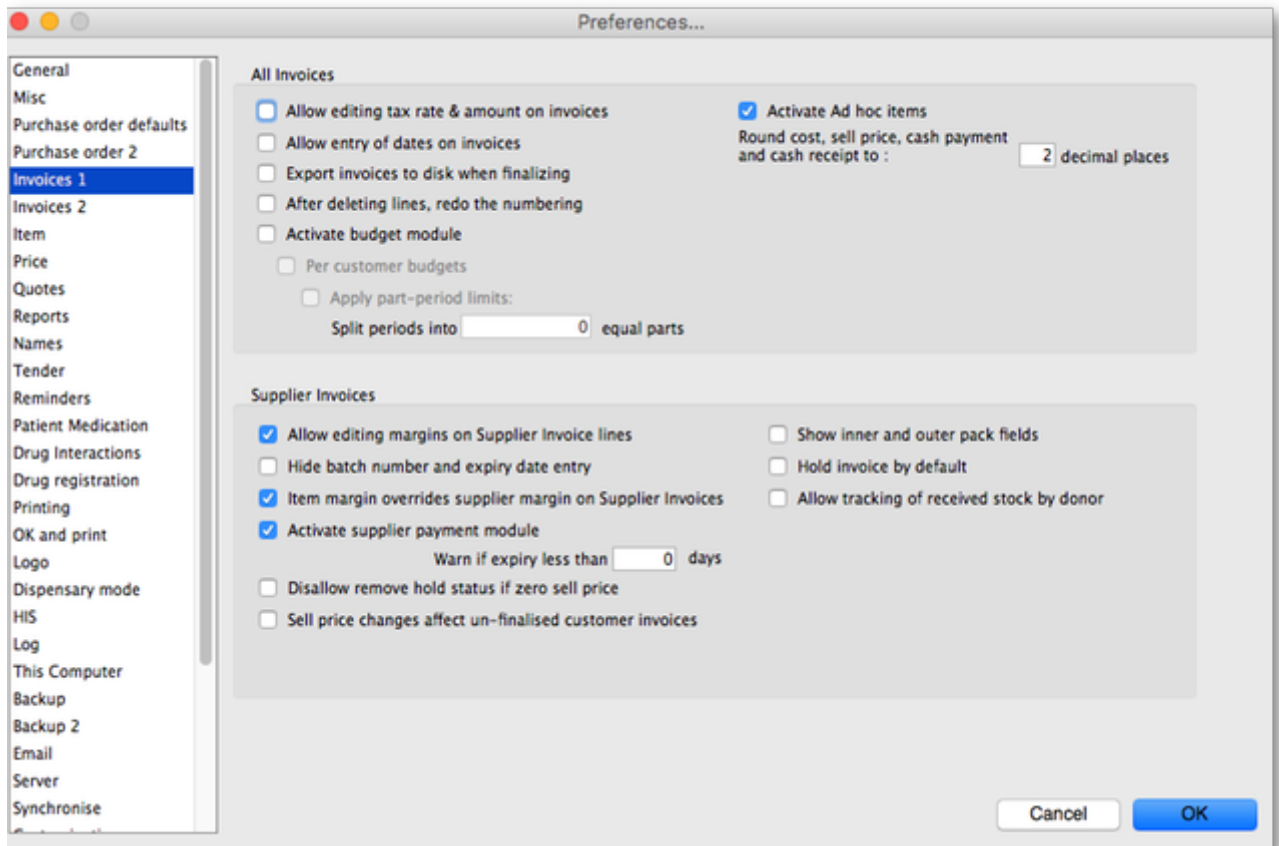 Preferences...
General
Misc
Purchase order defaults
Purchase order 2
Invoices 1
Invoices 2
Item
Price
Quotes
Reports
Names
Tender
Reminders
Patient Medication
Drug Interactions
Drug registration
Printing
OK and print
Logo
Dispensary mode
HIS
Log
This Computer
Backup
Backup 2
Email
Server
Synchronise
All Invoices
Allow editing tax rate & amount on invoices
Allow entry of dates on invoices
Export invoices to disk when finalizing
After deleting lines, redo the numbering
Activate budget module
Per customer budgets
Apply part-period limits:
Split periods into 0 equal parts
Activate Ad hoc items
Round cost, sell price, cash payment
and cash receipt to : 2 decimal places
Supplier Invoices
Allow editing margins on Supplier Invoice lines
Hide batch number and expiry date entry
Item margin overrides supplier margin on Supplier Invoices
Activate supplier payment module
Warn if expiry less than 0 days
Disallow remove hold status if zero sell price
Sell price changes affect un-finalised customer invoices
Show inner and outer pack fields
Hold invoice by default
Allow tracking of received stock by donor
Cancel
OK